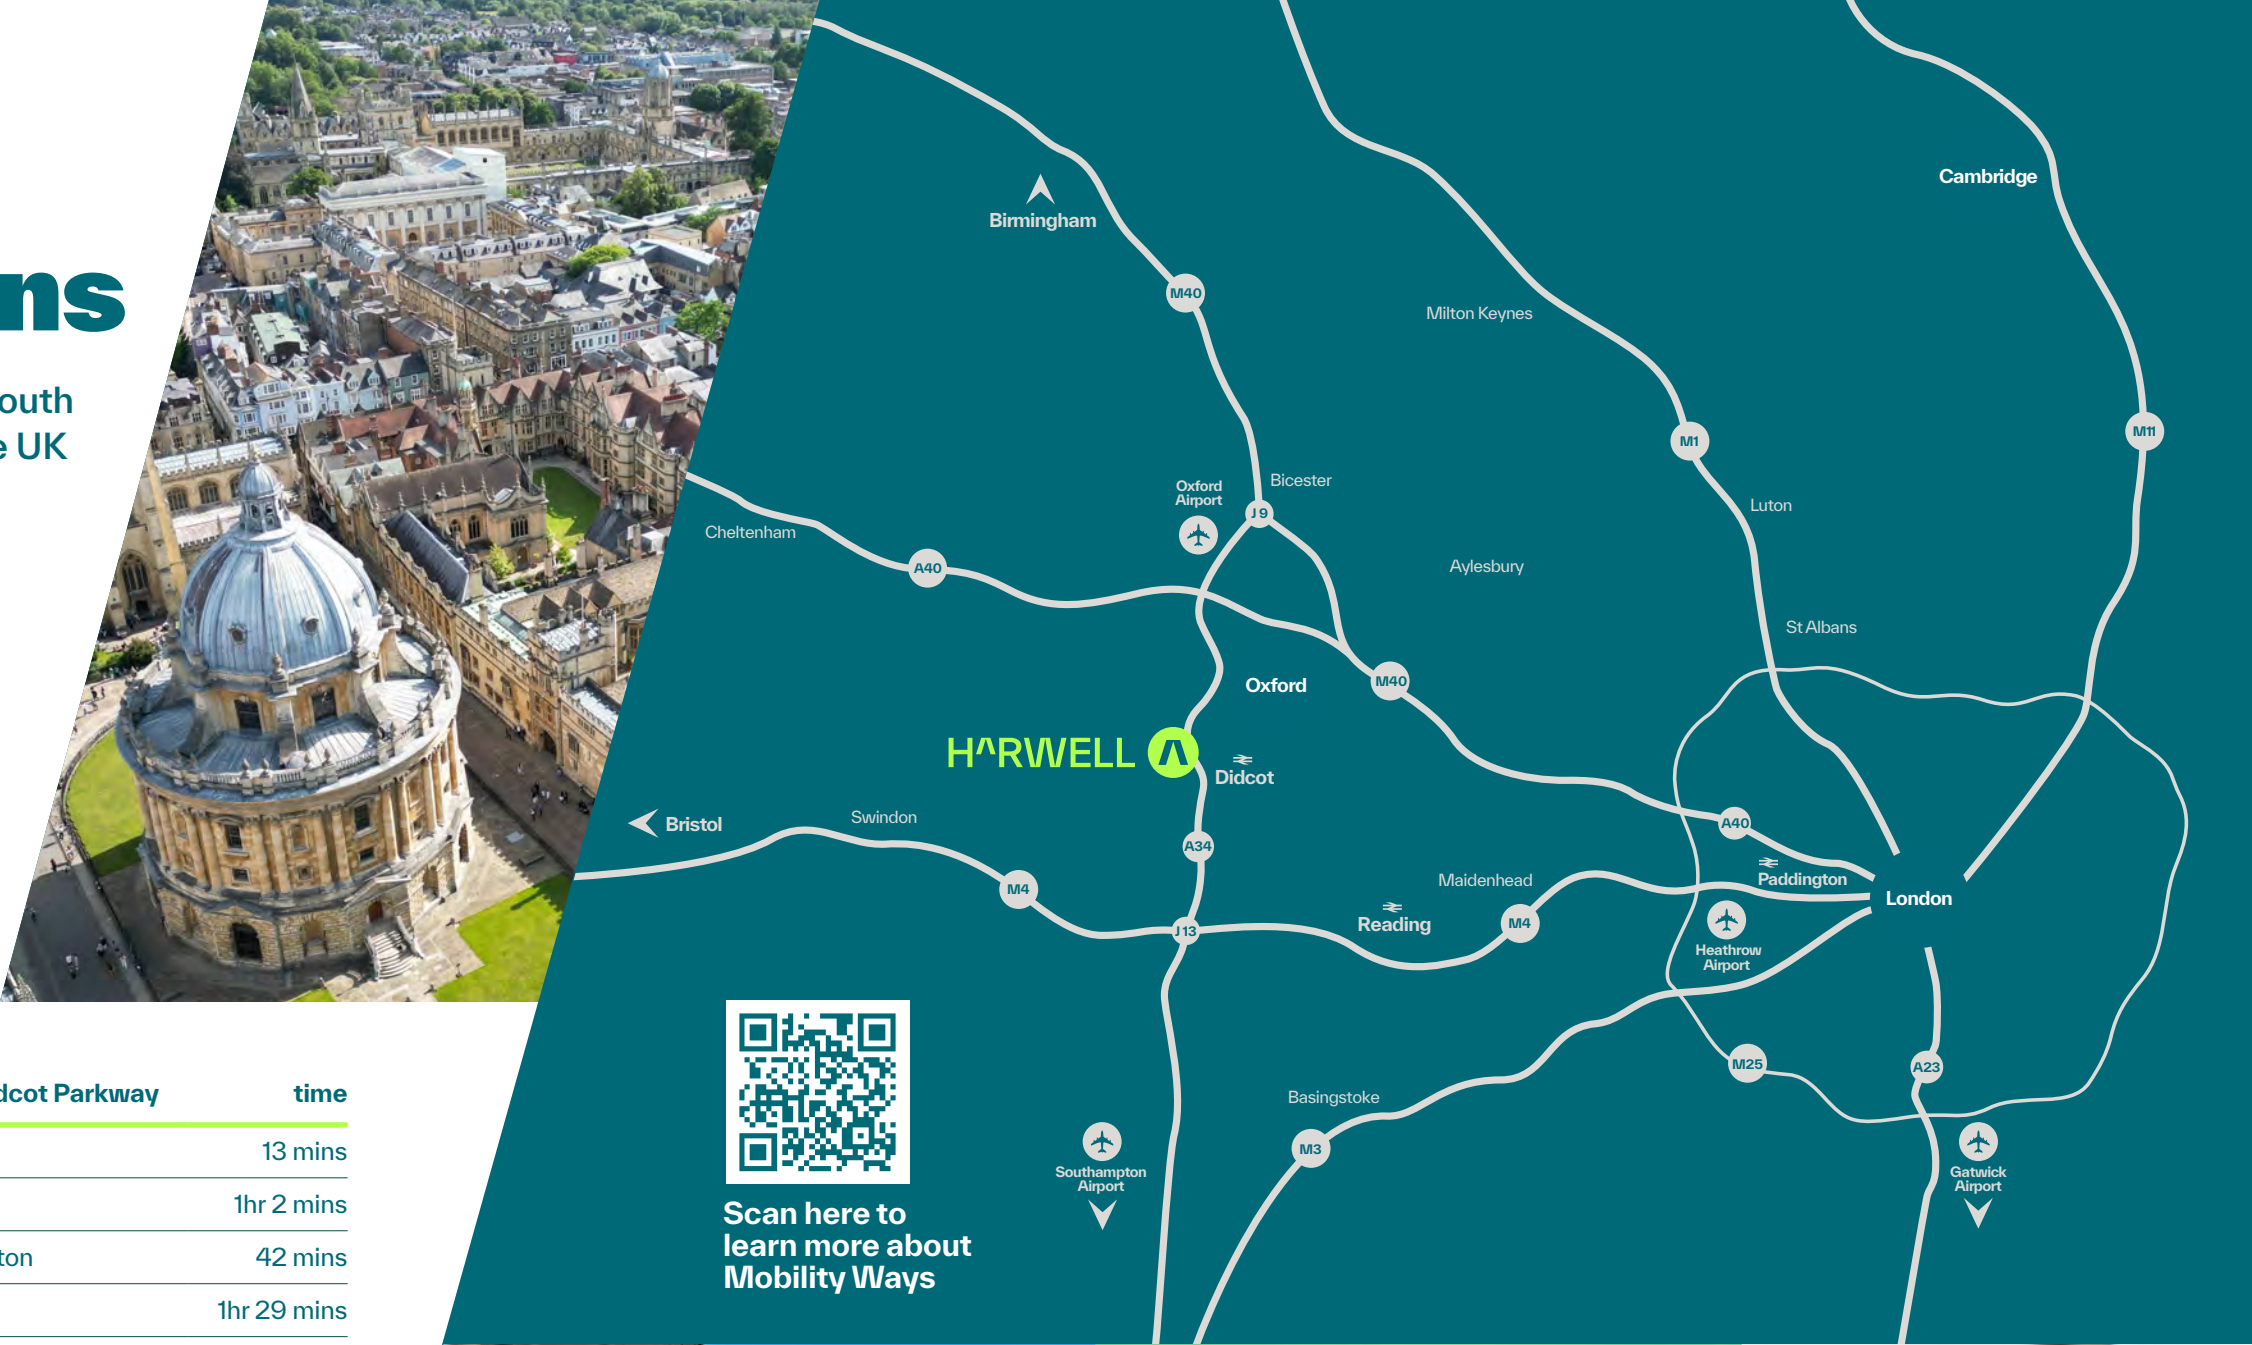 ns
outh
e UK
dcot Parkway time
13 mins
1hr 2 mins
ton 42 mins
1hr 29 mins
Cambridge
Birmingham
M40
Milton Keynes
M11
M1
Bicester
Oxford
Airport
J 9
Luton
Cheltenham
A40
Aylesbury
St Albans
Oxford
M40
HARWELL
Didcot
Bristol
Swindon
A34
A40
M4
Maidenhead
Paddington
London
Reading
M4
J 13
Heathrow
Airport
M25
A23
Basingstoke
M3
Southampton
Airport
Gatwick
Airport
Scan here to
learn more about
Mobility Ways